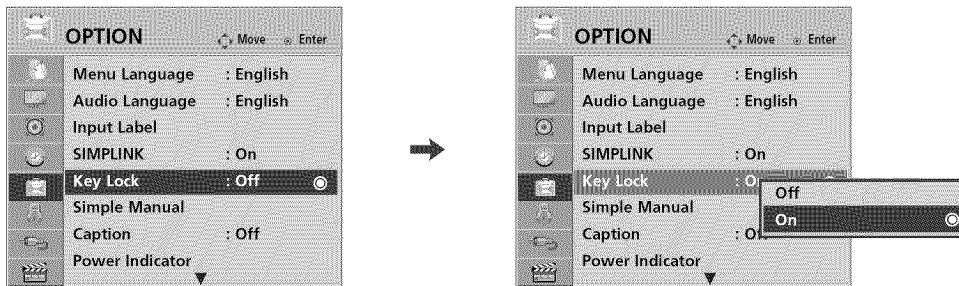 OPTION Move Enter
Menu Language : English
Audio Language : English
Input Label
SIMPLINK : On
Key Lock : Off
Simple Manual
Caption : Off
Power Indicator
OPTION Move Enter
Menu Language : English
Audio Language : English
Input Label
SIMPLINK : On
Key Lock
Simple Manual
Caption
Power Indicator
Off
On